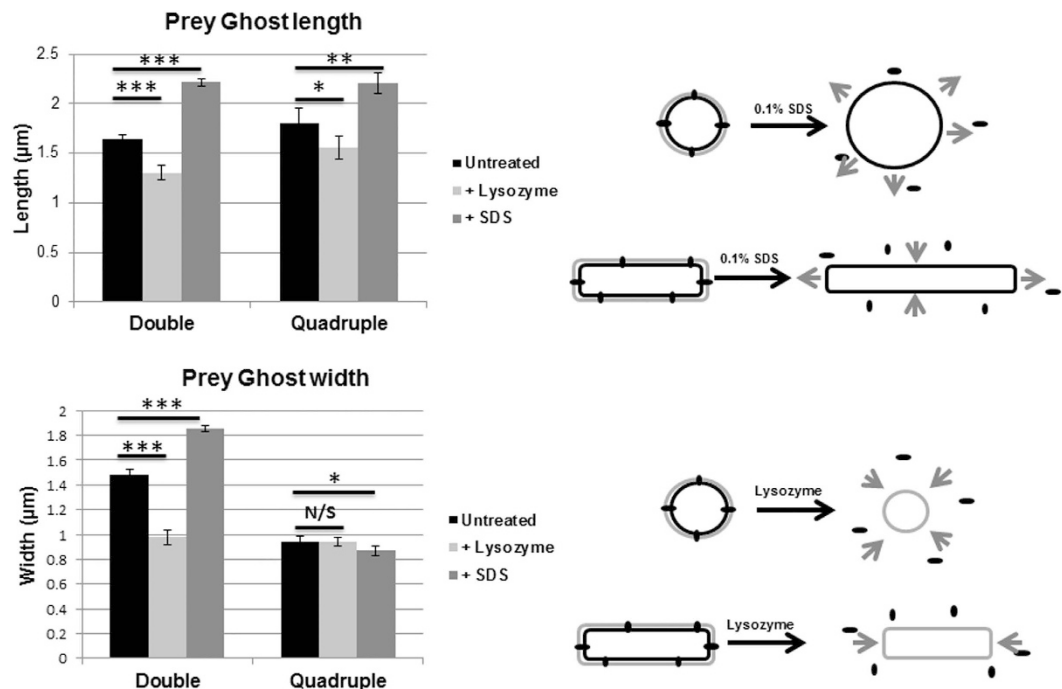 Prey Ghost length
2.5
2
1.5
1
0.5
0
Length (µm)
***
***
**
*
Double
Quadruple
Untreated
+ Lysozyme
+ SDS
0.1% SDS
0.1% SDS
Prey Ghost width
2
1.8
1.6
1.4
1.2
1
0.8
0.6
0.4
0.2
0
Width (µm)
***
***
*
N/S
Double
Quadruple
Untreated
+ Lysozyme
+ SDS
Lysozyme
Lysozyme